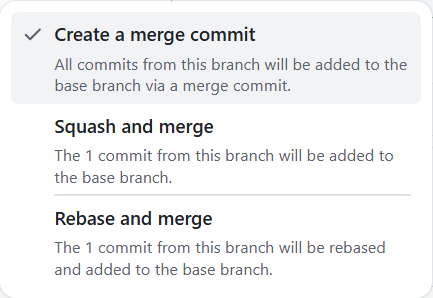 Create a merge commit
All commits from this branch will be added to the
base branch via a merge commit.
Squash and merge
The 1 commit from this branch will be added to
the base branch.
Rebase and merge
The 1 commit from this branch will be rebased
and added to the base branch.